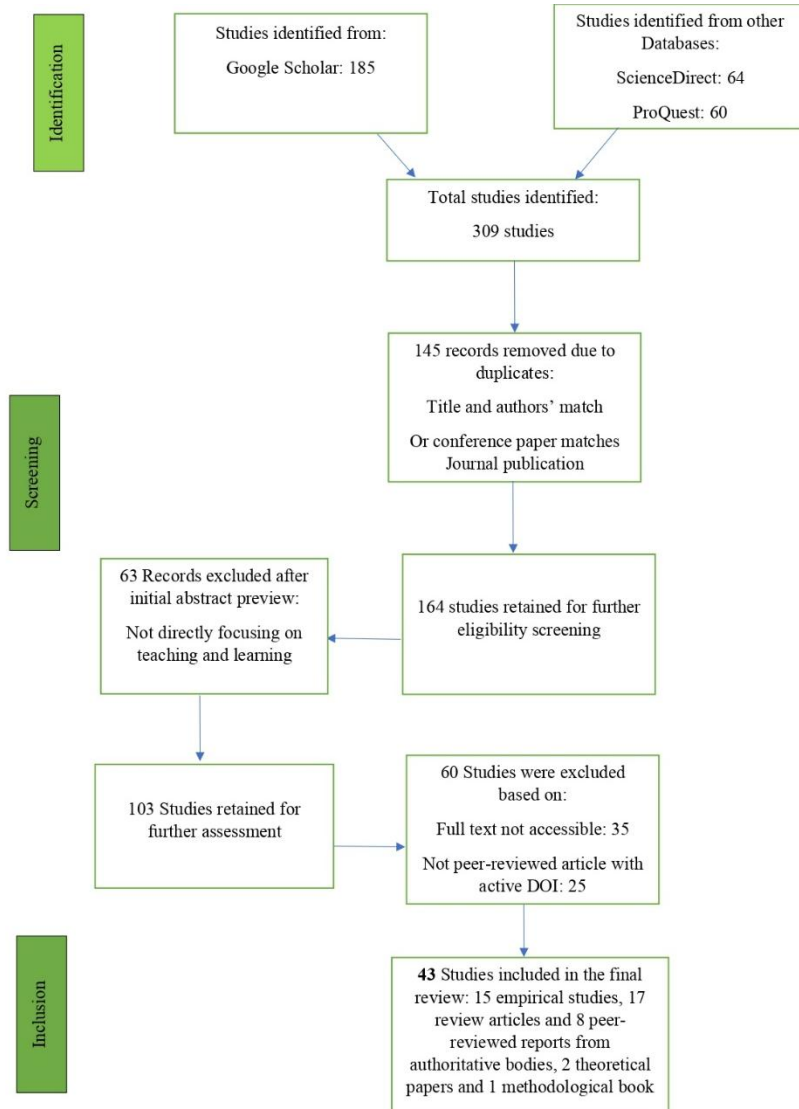 Identification
Studies identified from:
Google Scholar: 185
Studies identified from other
Databases:
ScienceDirect: 64
ProQuest: 60
Total studies identified:
309 studies
Screening
145 records removed due to
duplicates:
Title and authors’ match
Or conference paper matches
Journal publication
63 Records excluded after
initial abstract preview:
Not directly focusing on
teaching and learning
164 studies retained for further
eligibility screening
103 Studies retained for
further assessment
60 Studies were excluded
based on:
Full text not accessible: 35
Not peer-reviewed article with
active DOI: 25
Inclusion
43 Studies included in the final
review: 15 empirical studies, 17
review articles and 8 peer-
reviewed reports from
authoritative bodies, 2 theoretical
papers and 1 methodological book